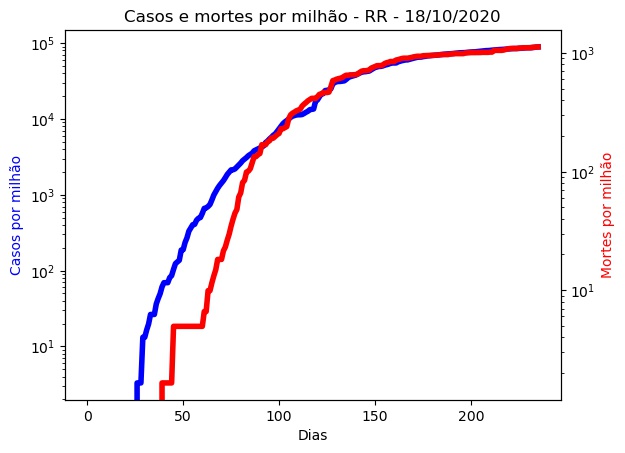 Casos e mortes por milhão - RR - 18/10/2020
Casos por milhão
10^5
10^4
10^3
10^2
10^1
Mortes por milhão
10^3
10^2
10^1
0 50 100 150 200
Dias